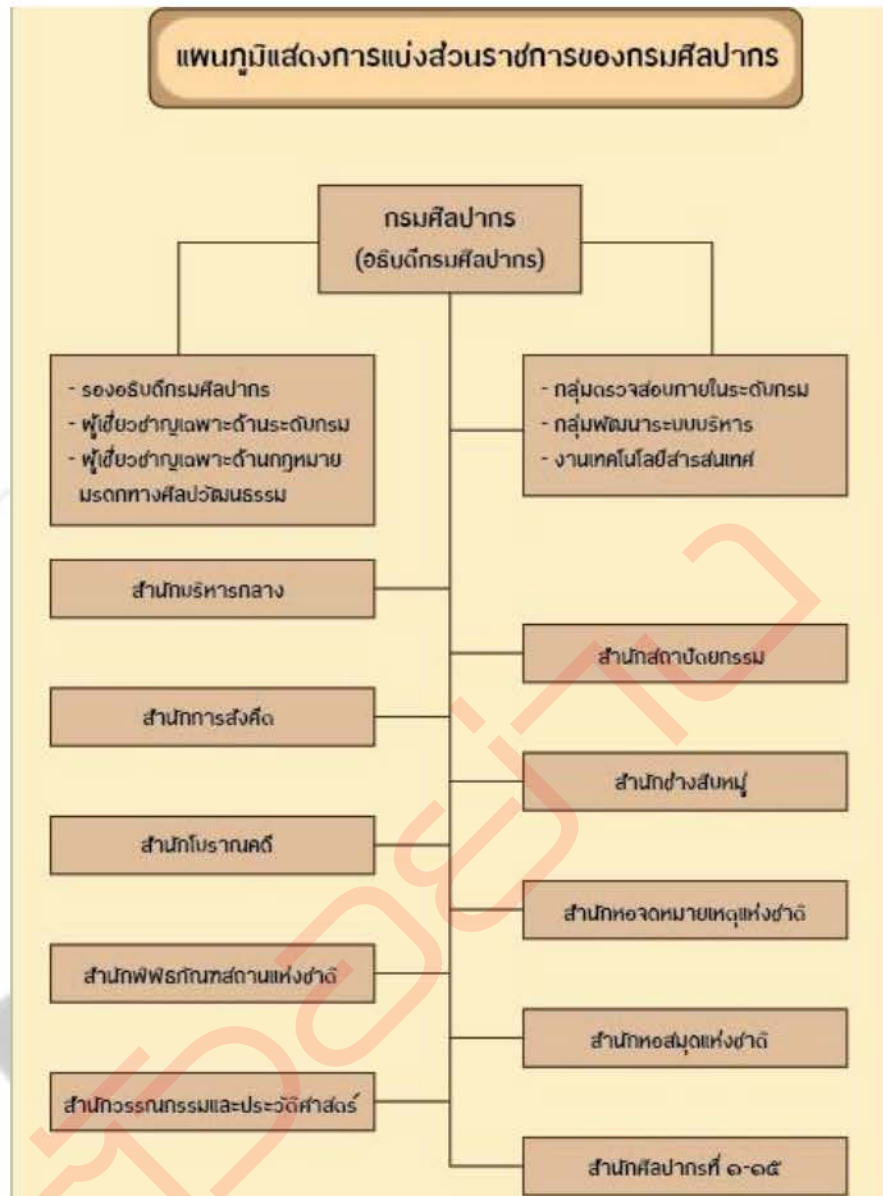 แผนภูมิแสดงการแบ่งส่วนราชการของกรมศิลปากร
กรมศิลปากร
(อธิบดีกรมศิลปากร)
- รองอธิบดีกรมศิลปากร
- ผู้เชี่ยวชาญเฉพาะด้านระดับกรม
- ผู้เชี่ยวชาญเฉพาะด้านกฎหมาย
มรดกทางศิลปวัฒนธรรม
- กลุ่มตรวจสอบภายในระดับกรม
- กลุ่มพัฒนาระบบบริหาร
- งานเทคโนโลยีสารสนเทศ
สำนักบริหารกลาง
สำนักสถาปัตยกรรม
สำนักการสังคีต
สำนักช่างสิบหมู่
สำนักโบราณคดี
สำนักหอจดหมายเหตุแห่งชาติ
สำนักพิพิธภัณฑสถานแห่งชาติ
สำนักหอสมุดแห่งชาติ
สำนักวรรณกรรมและประวัติศาสตร์
สำนักศิลปากรที่ ๑-๑๕
ตัวอย่าง